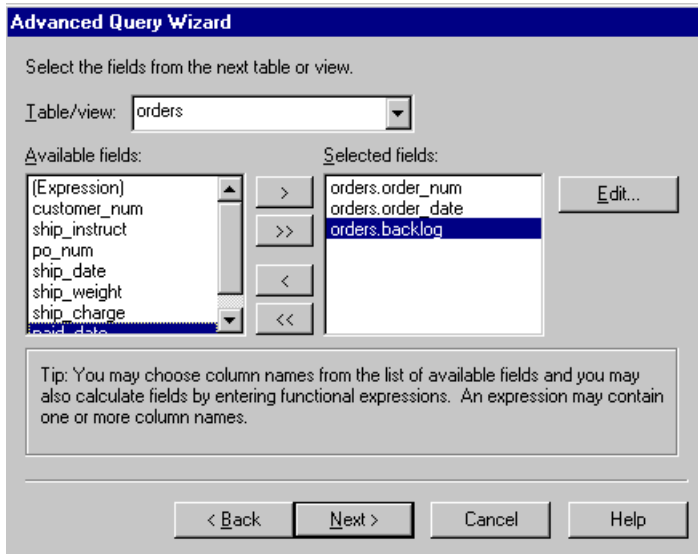 Advanced Query Wizard
Select the fields from the next table or view.
Table/view: orders
Available fields:
(Expression)
customer_num
ship_instruct
po_num
ship_date
ship_weight
ship_charge
paid_date
>
>>
<
<<
Selected fields:
orders.order_num
orders.order_date
orders.backlog
Edit...
Tip: You may choose column names from the list of available fields and you may
also calculate fields by entering functional expressions. An expression may contain
one or more column names.
< Back
Next >
Cancel
Help